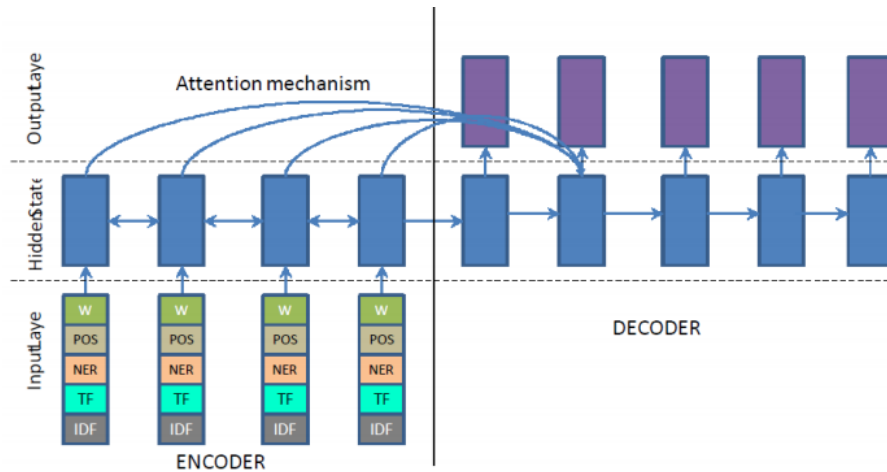 Attention mechanism
OutputLaye
HiddenState
InputLaye
W W W W
POS POS POS POS
NER NER NER NER
TF TF TF TF
IDF IDF IDF IDF
DECODER
ENCODER